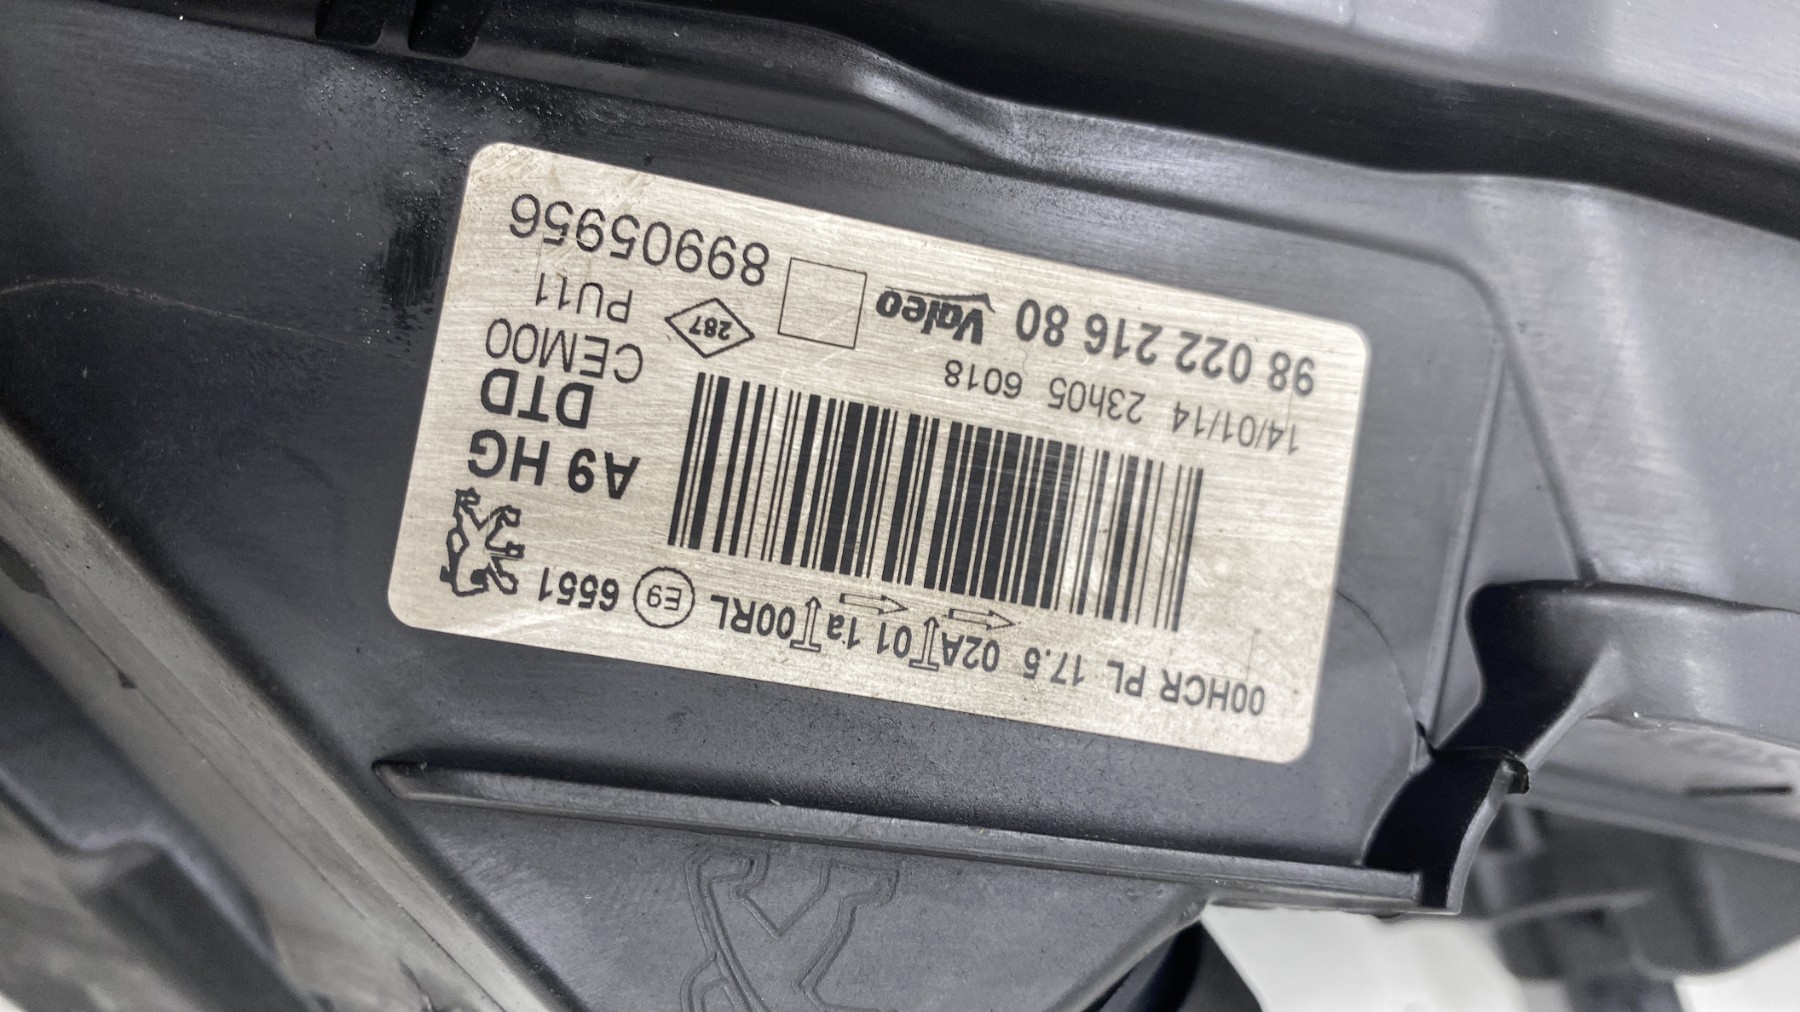 00HCR PL 17.5 02A 01 1a 00RL E9 6551
A9 HG
DTD
CEM00
PU11
14/01/14 23h05 6018
287
98 022 216 80 Valeo
89905956